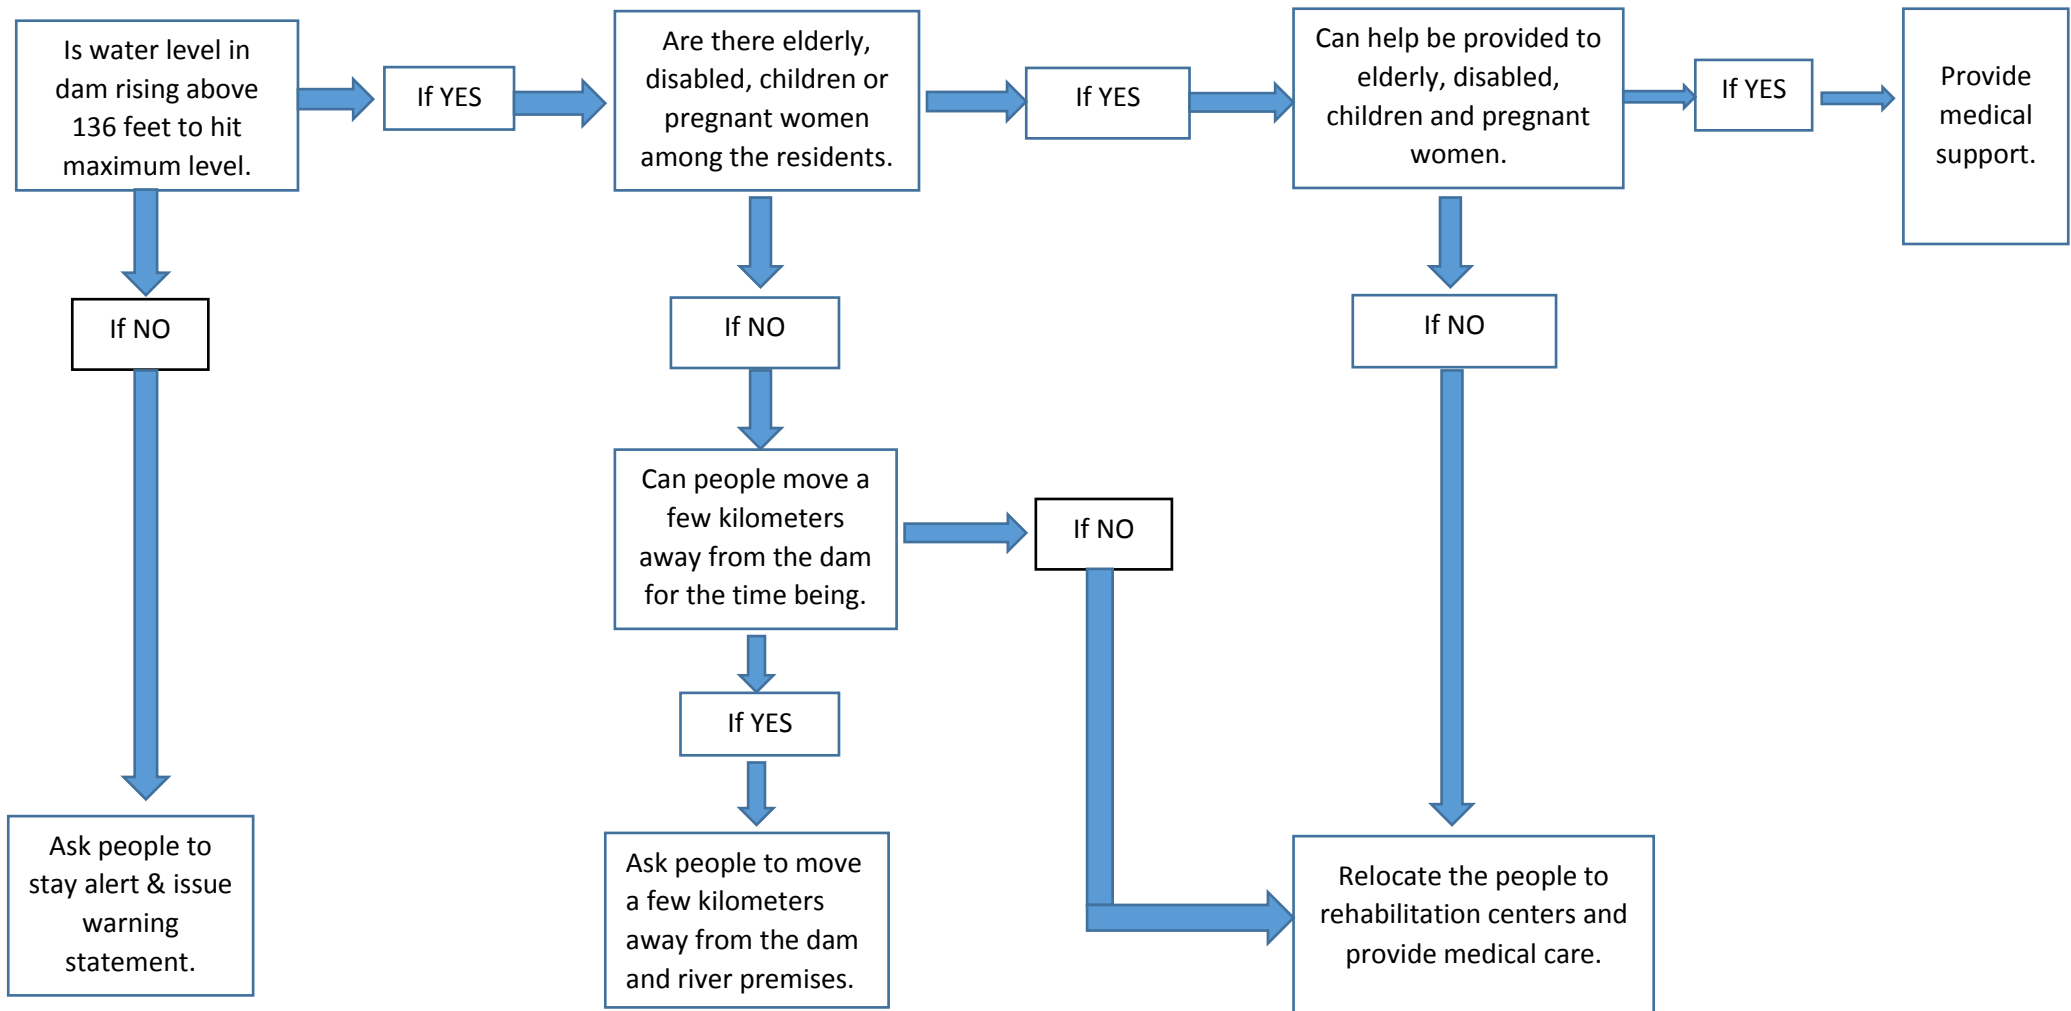 Is water level in
dam rising above
136 feet to hit
maximum level.
If YES
Are there elderly,
disabled, children or
pregnant women
among the residents.
If YES
Can help be provided to
elderly, disabled,
children and pregnant
women.
If YES
Provide
medical
support.
If NO
If NO
If NO
Can people move a
few kilometers
away from the dam
for the time being.
If NO
If YES
Ask people to
stay alert & issue
warning
statement.
Ask people to move
a few kilometers
away from the dam
and river premises.
Relocate the people to
rehabilitation centers and
provide medical care.